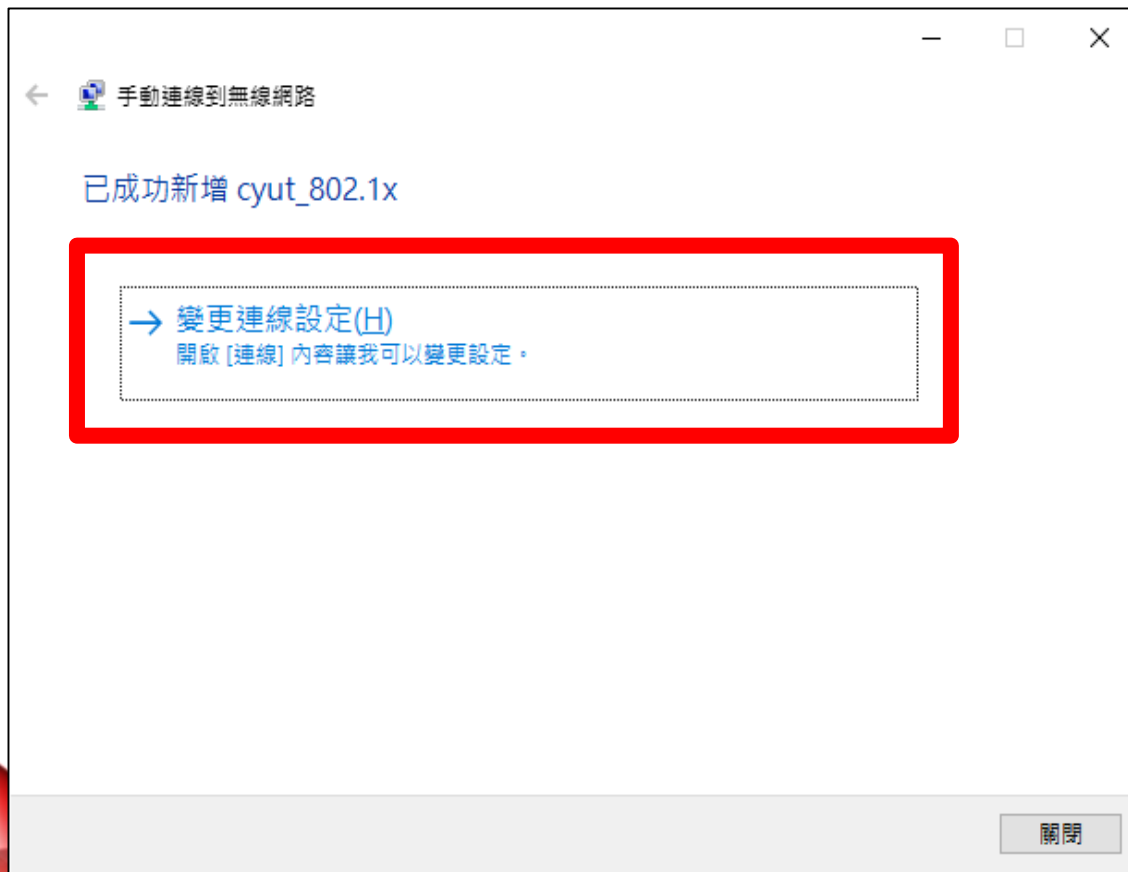 手動連線到無線網路
已成功新增 cyut_802.1x
變更連線設定(H)
開啟 [連線] 內容讓我可以變更設定。
關閉